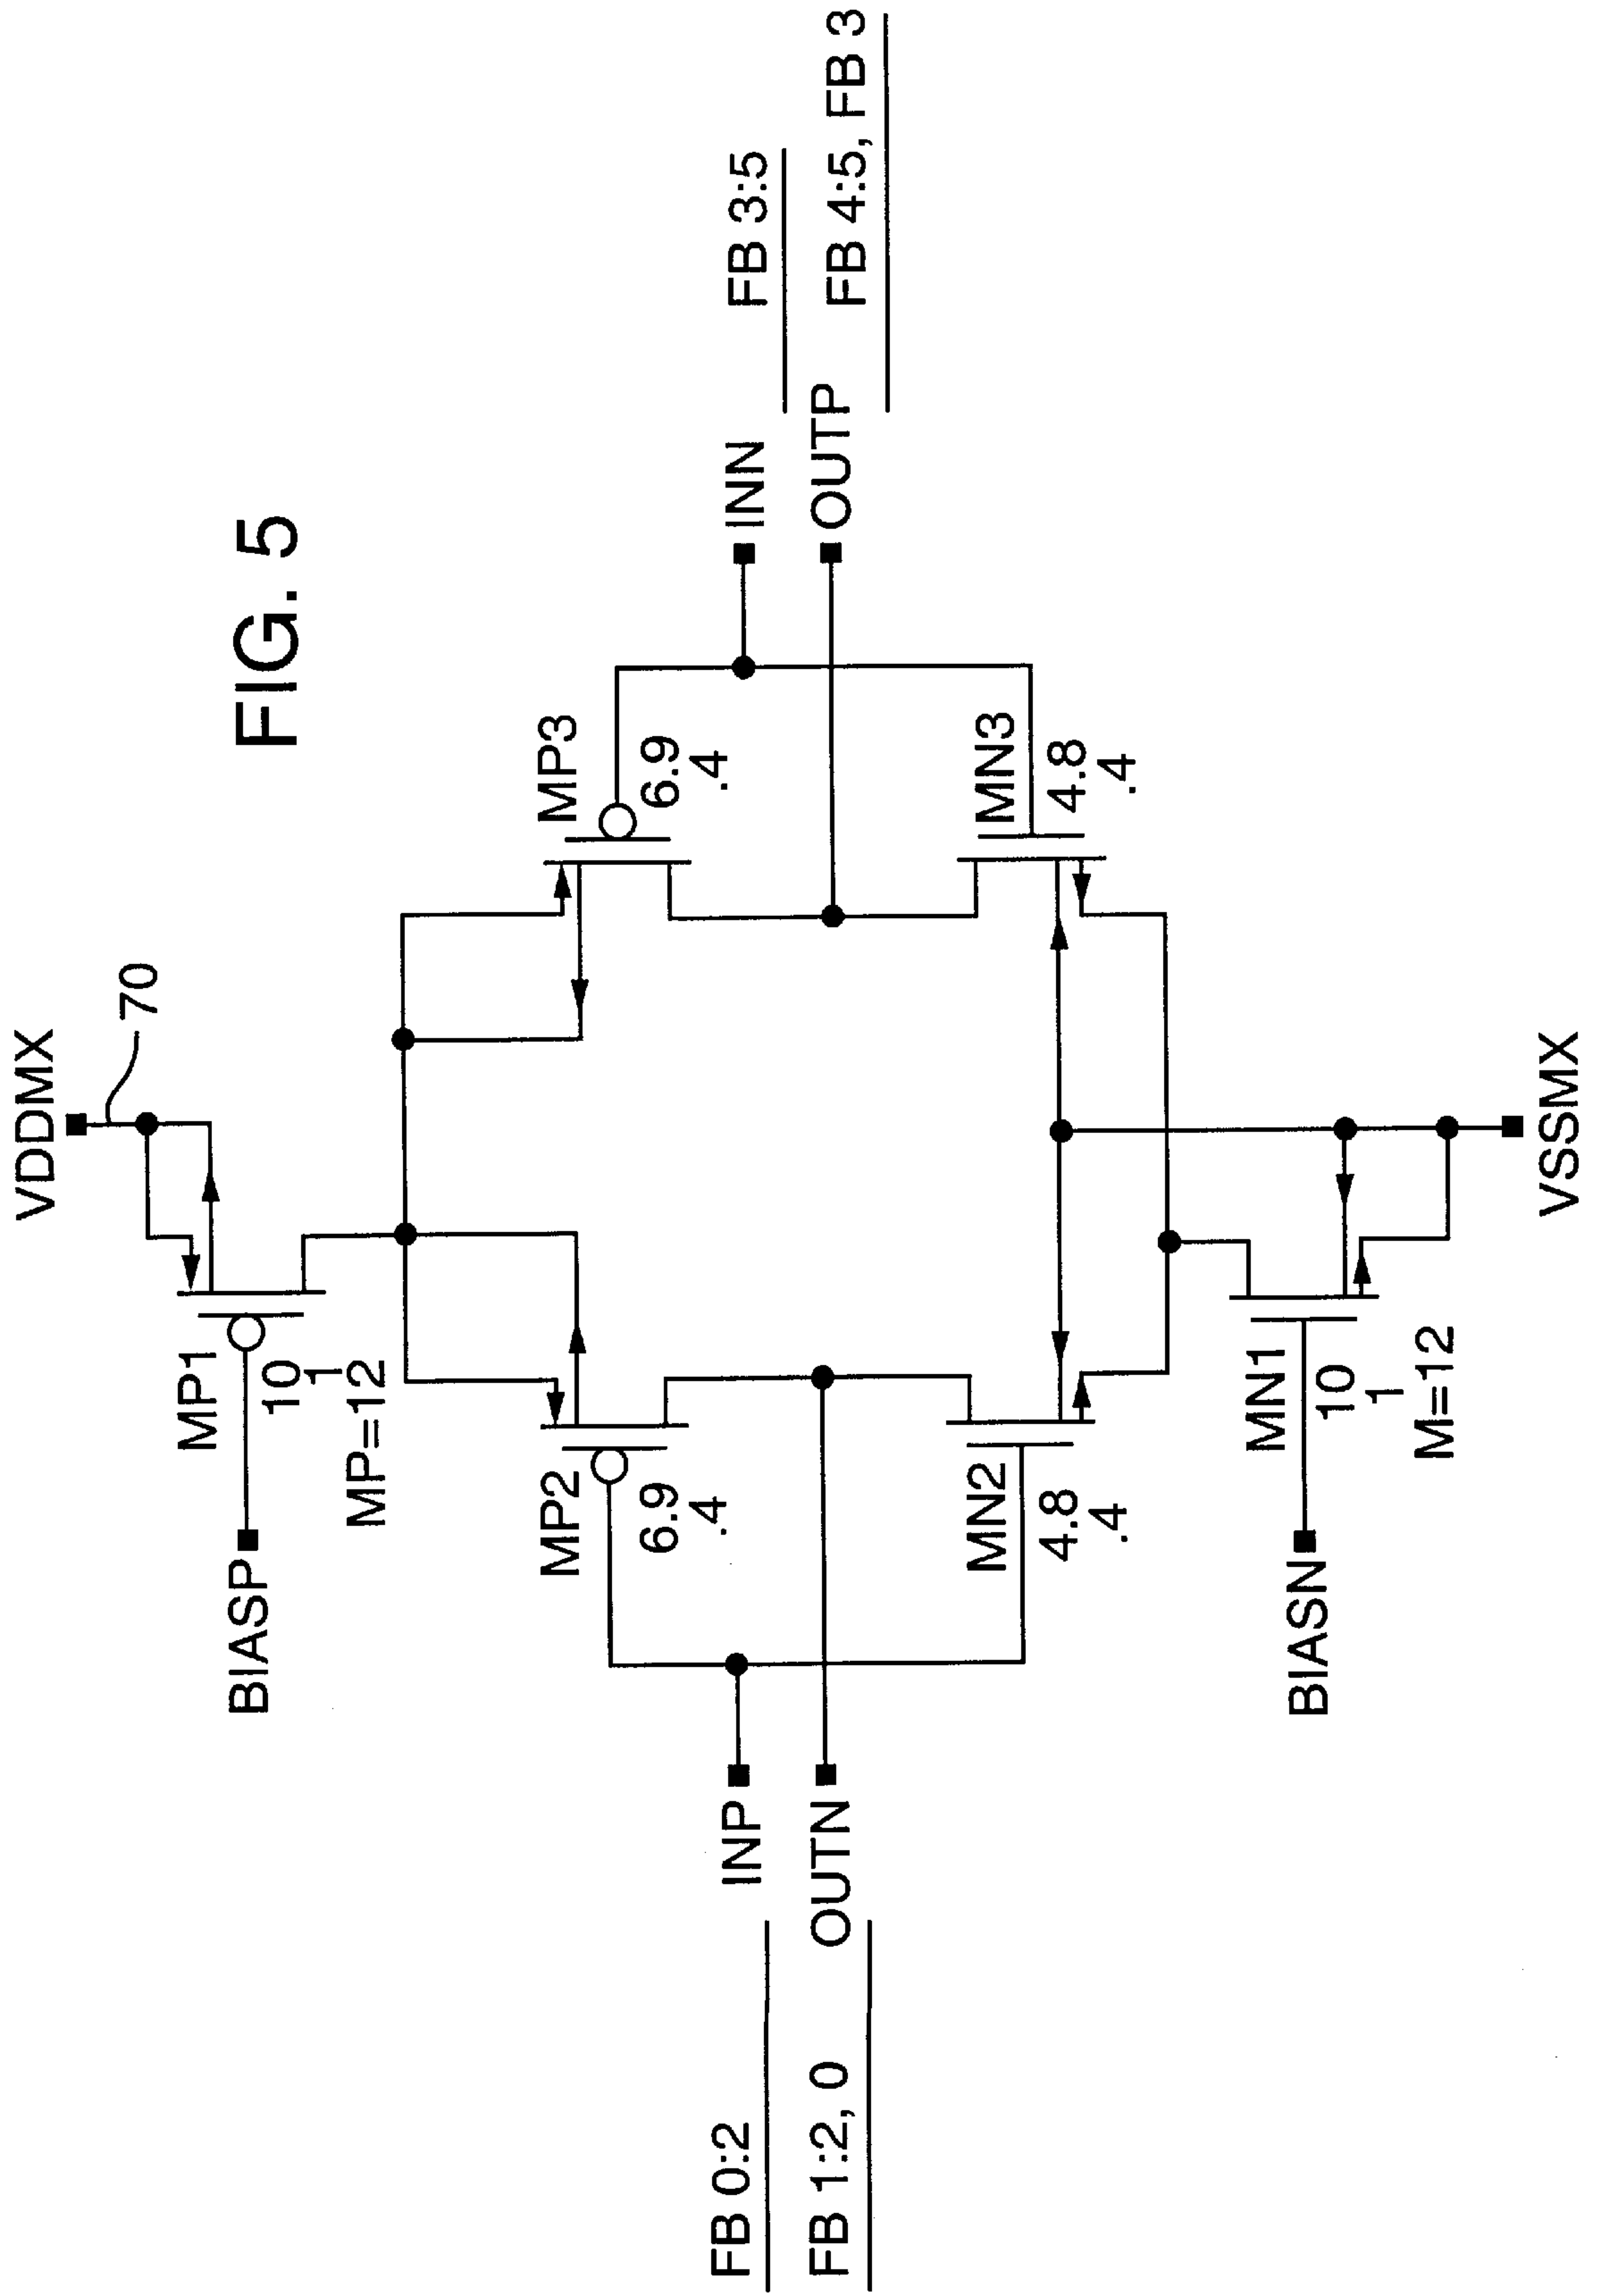 FIG. 5
VDDMX
70
MP1
10
1
MP=12
BIASP
MP2
6.9
.4
MP3
6.9
.4
INP
FB 0:2
OUTN
FB 1:2, 0
INN
FB 3:5
OUTP
FB 4:5, FB 3
MN2
4.8
.4
MN3
4.8
.4
MN1
10
1
M=12
BIASN
VSSMX